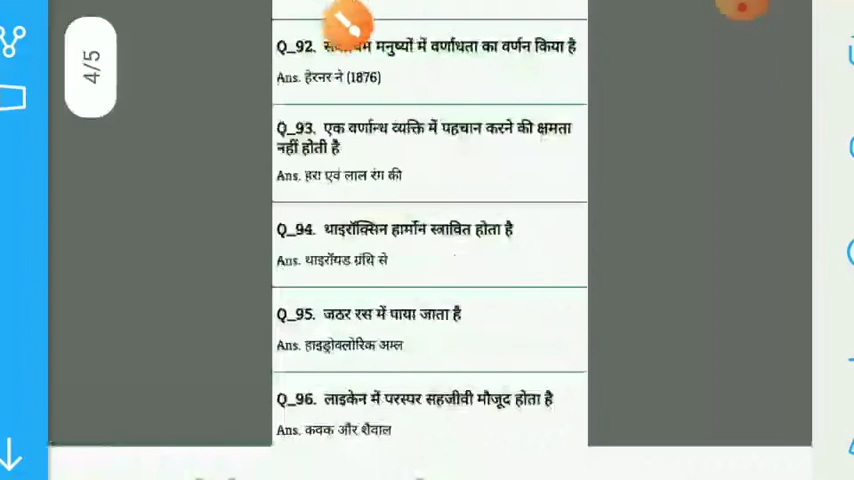 4/5
Q_92. मनुष्यों में वर्णांधता का वर्णन किया है
Ans. हेरनर ने (1876)
Q_93. एक वर्णान्ध व्यक्ति में पहचान करने की क्षमता
नहीं होती है
Ans. हरा एवं लाल रंग की
Q_94. थाइरॉक्सिन हार्मोन स्त्रावित होता है
Ans. थाइरॉयड ग्रंथि से
Q_95. जठर रस में पाया जाता है
Ans. हाइड्रोक्लोरिक अम्ल
Q_96. लाइकेन में परस्पर सहजीवी मौजूद होता है
Ans. कवक और शैवाल